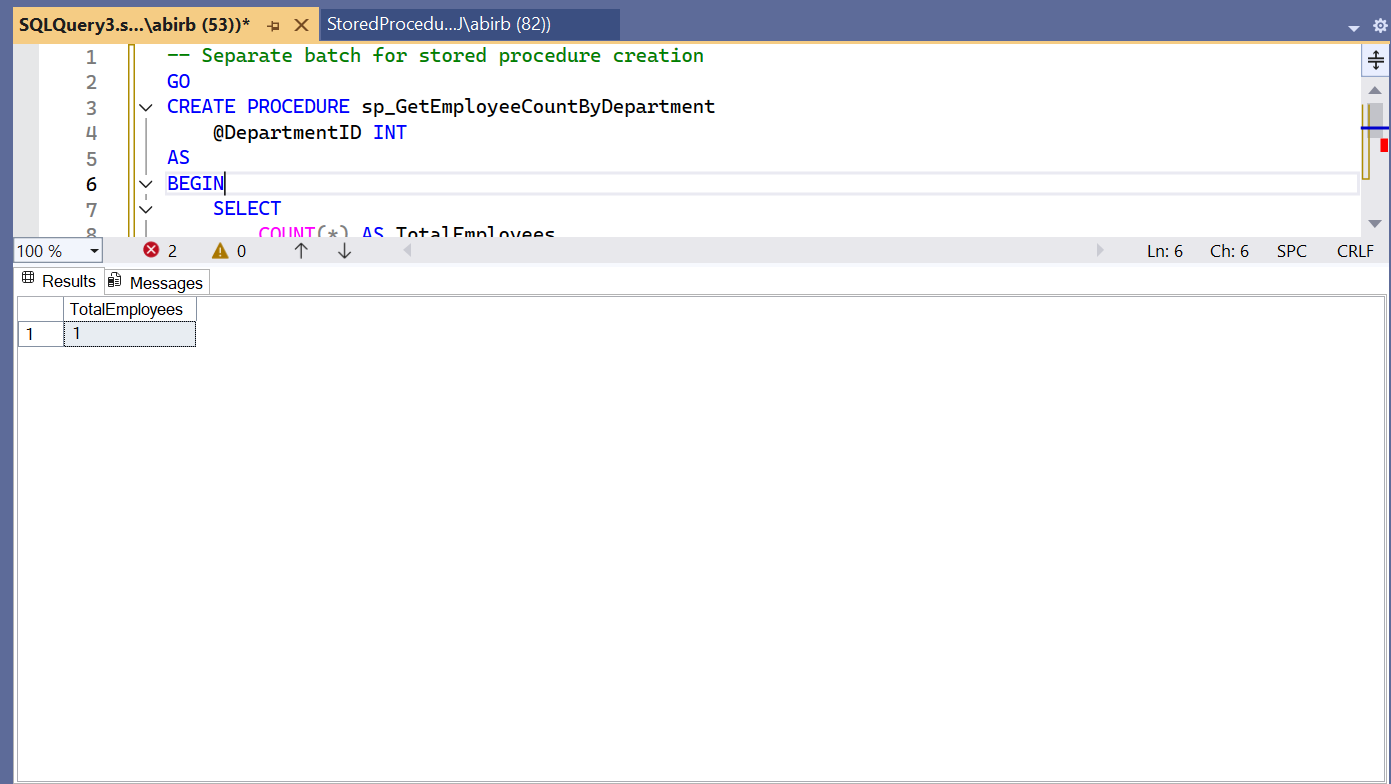 SQLQuery3.s...\abirb (53))*
StoredProcedu...J\abirb (82))
1 -- Separate batch for stored procedure creation
2 GO
3 CREATE PROCEDURE sp_GetEmployeeCountByDepartment
4 @DepartmentID INT
5 AS
6 BEGIN
7 SELECT
8 COUNT(*) AS TotalEmployees
100 % 2 0 Ln: 6 Ch: 6 SPC CRLF
Results Messages
TotalEmployees
1 1